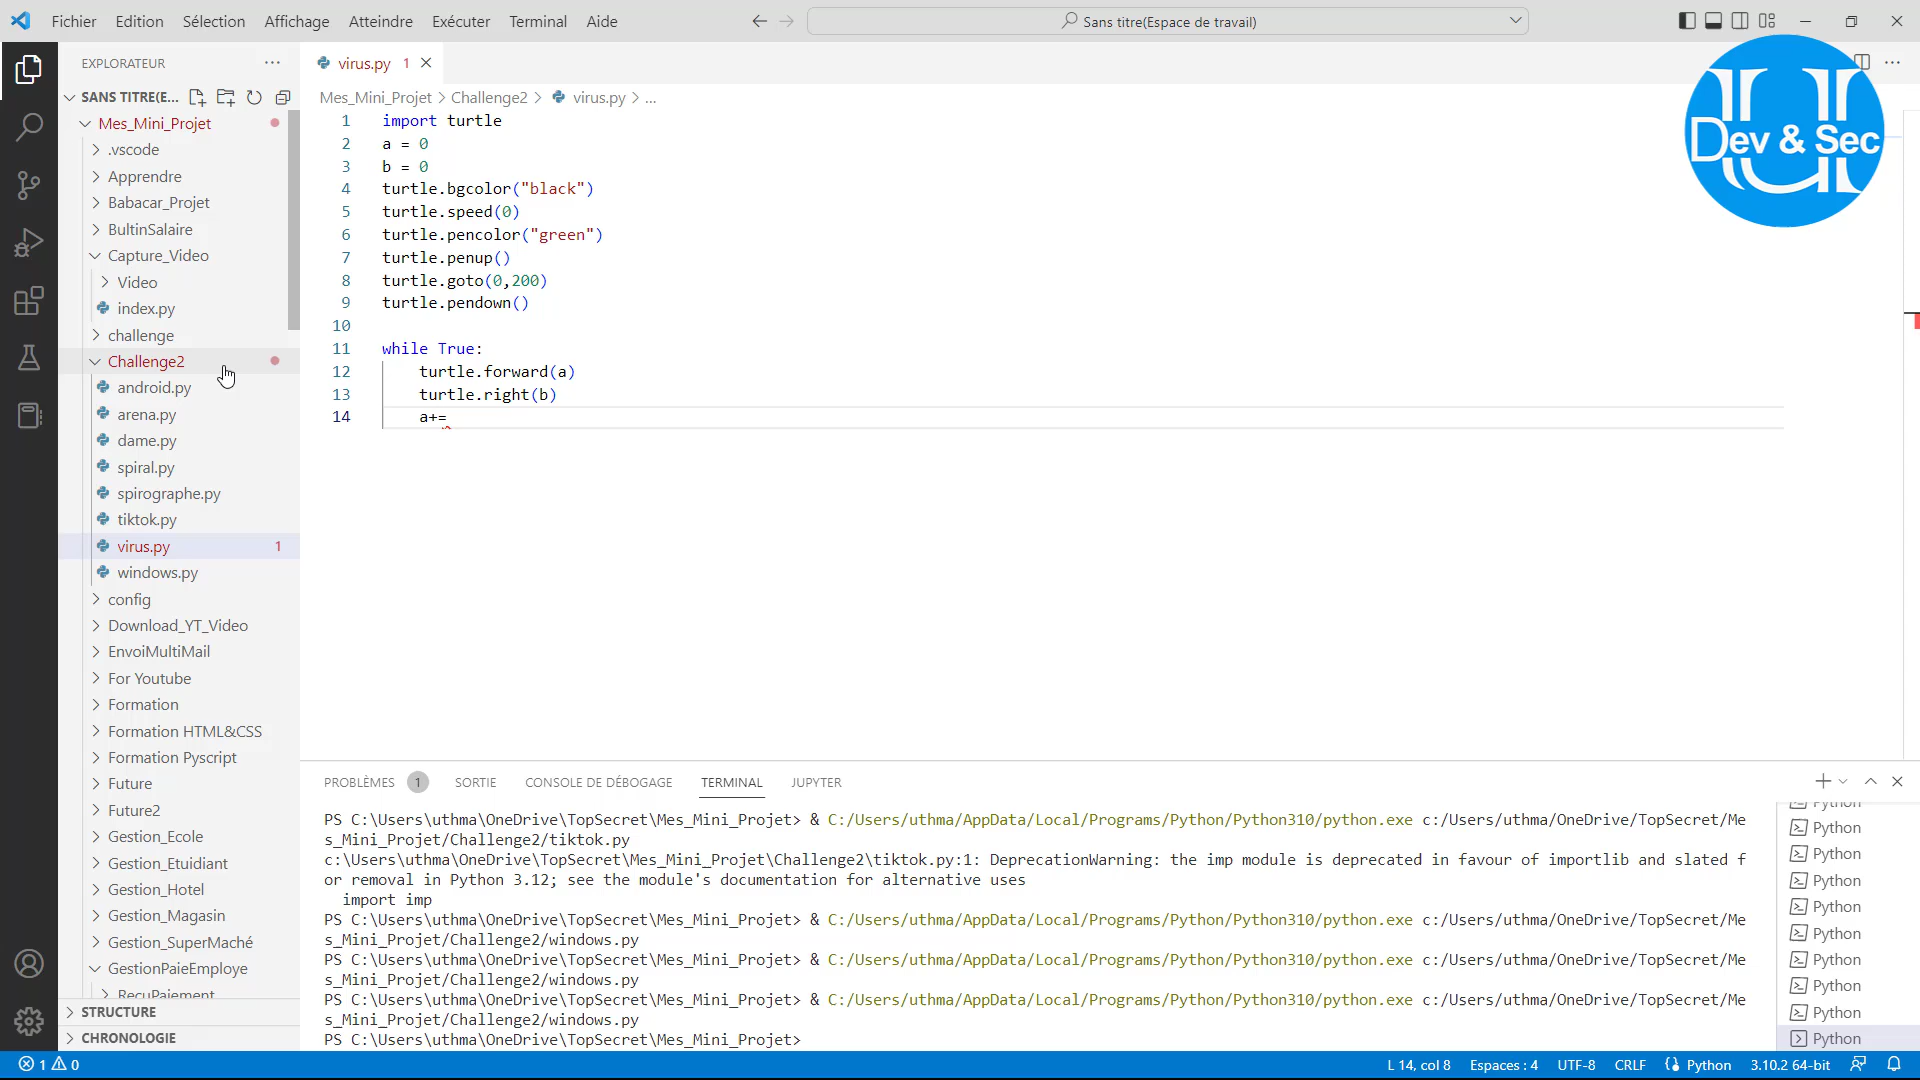 Fichier Edition Sélection Affichage Atteindre Exécuter Terminal Aide
Sans titre(Espace de travail)
EXPLORATEUR
SANS TITRE(E...
Mes_Mini_Projet
.vscode
Apprendre
Babacar_Projet
BultinSalaire
Capture_Video
Video
index.py
challenge
Challenge2
android.py
arena.py
dame.py
spiral.py
spirographe.py
tiktok.py
virus.py 1
windows.py
config
Download_YT_Video
EnvoiMultiMail
For Youtube
Formation
Formation HTML&CSS
Formation Pyscript
Future
Future2
Gestion_Ecole
Gestion_Etuidiant
Gestion_Hotel
Gestion_Magasin
Gestion_SuperMaché
GestionPaieEmploye
RecuPaiement
STRUCTURE
CHRONOLOGIE
virus.py 1
Mes_Mini_Projet > Challenge2 > virus.py > ...
1 import turtle
2 a = 0
3 b = 0
4 turtle.bgcolor("black")
5 turtle.speed(0)
6 turtle.pencolor("green")
7 turtle.penup()
8 turtle.goto(0,200)
9 turtle.pendown()
10
11 while True:
12 turtle.forward(a)
13 turtle.right(b)
14 a+=
U
Dev & Sec
PROBLÈMES 1 SORTIE CONSOLE DE DÉBOGAGE TERMINAL JUPYTER
PS C:\Users\uthma\OneDrive\TopSecret\Mes_Mini_Projet> & C:/Users/uthma/AppData/Local/Programs/Python/Python310/python.exe c:/Users/uthma/OneDrive/TopSecret/Me
s_Mini_Projet/Challenge2/tiktok.py
c:\Users\uthma\OneDrive\TopSecret\Mes_Mini_Projet\Challenge2\tiktok.py:1: DeprecationWarning: the imp module is deprecated in favour of importlib and slated f
or removal in Python 3.12; see the module's documentation for alternative uses
import imp
PS C:\Users\uthma\OneDrive\TopSecret\Mes_Mini_Projet> & C:/Users/uthma/AppData/Local/Programs/Python/Python310/python.exe c:/Users/uthma/OneDrive/TopSecret/Me
s_Mini_Projet/Challenge2/windows.py
PS C:\Users\uthma\OneDrive\TopSecret\Mes_Mini_Projet> & C:/Users/uthma/AppData/Local/Programs/Python/Python310/python.exe c:/Users/uthma/OneDrive/TopSecret/Me
s_Mini_Projet/Challenge2/windows.py
PS C:\Users\uthma\OneDrive\TopSecret\Mes_Mini_Projet> & C:/Users/uthma/AppData/Local/Programs/Python/Python310/python.exe c:/Users/uthma/OneDrive/TopSecret/Me
s_Mini_Projet/Challenge2/windows.py
PS C:\Users\uthma\OneDrive\TopSecret\Mes_Mini_Projet>
Python
Python
Python
Python
Python
Python
Python
Python
Python
Python
1 0
L 14, col 8 Espaces : 4 UTF-8 CRLF Python 3.10.2 64-bit